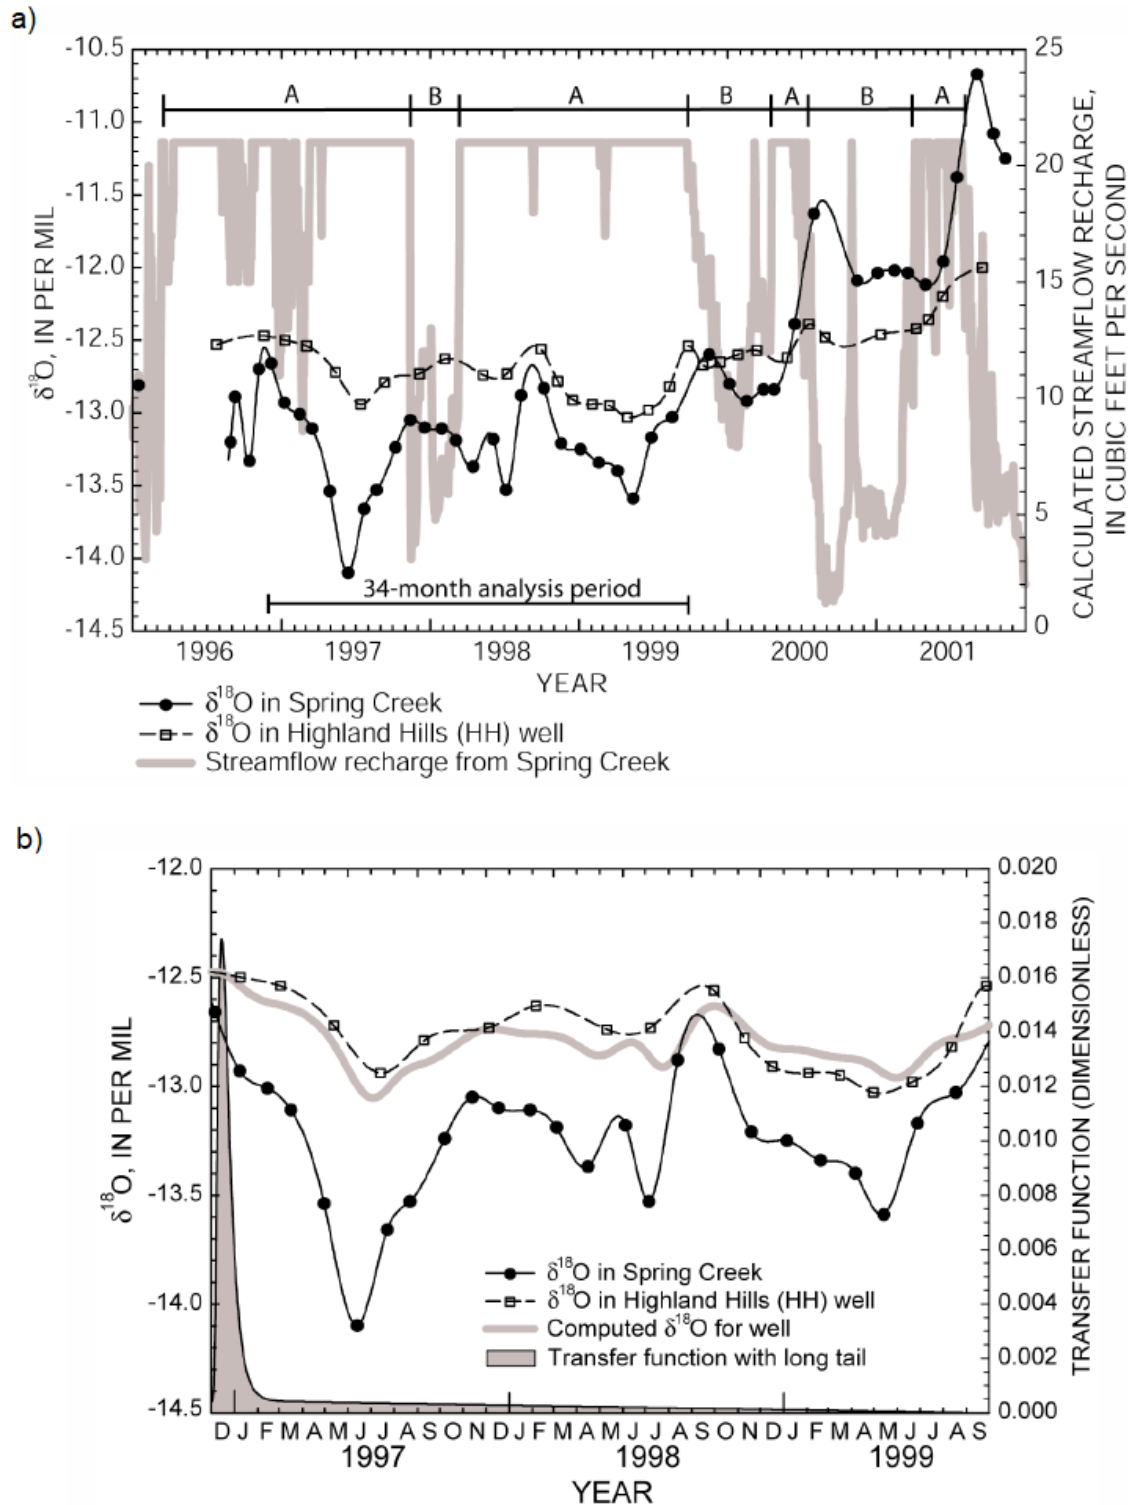 a)
-10.5
-11.0
-11.5
-12.0
-12.5
-13.0
-13.5
-14.0
-14.5
δ¹⁸O, IN PER MIL
A B A B A B A
25
20
15
10
5
0
CALCULATED STREAMFLOW RECHARGE,
IN CUBIC FEET PER SECOND
34-month analysis period
1996 1997 1998 1999 2000 2001
YEAR
δ¹⁸O in Spring Creek
δ¹⁸O in Highland Hills (HH) well
Streamflow recharge from Spring Creek
b)
-12.0
-12.5
-13.0
-13.5
-14.0
-14.5
δ¹⁸O, IN PER MIL
0.020
0.018
0.016
0.014
0.012
0.010
0.008
0.006
0.004
0.002
0.000
TRANSFER FUNCTION (DIMENSIONLESS)
δ¹⁸O in Spring Creek
δ¹⁸O in Highland Hills (HH) well
Computed δ¹⁸O for well
Transfer function with long tail
D J F M A M J J A S O N D J F M A M J J A S O N D J F M A M J J A S
1997 1998 1999
YEAR